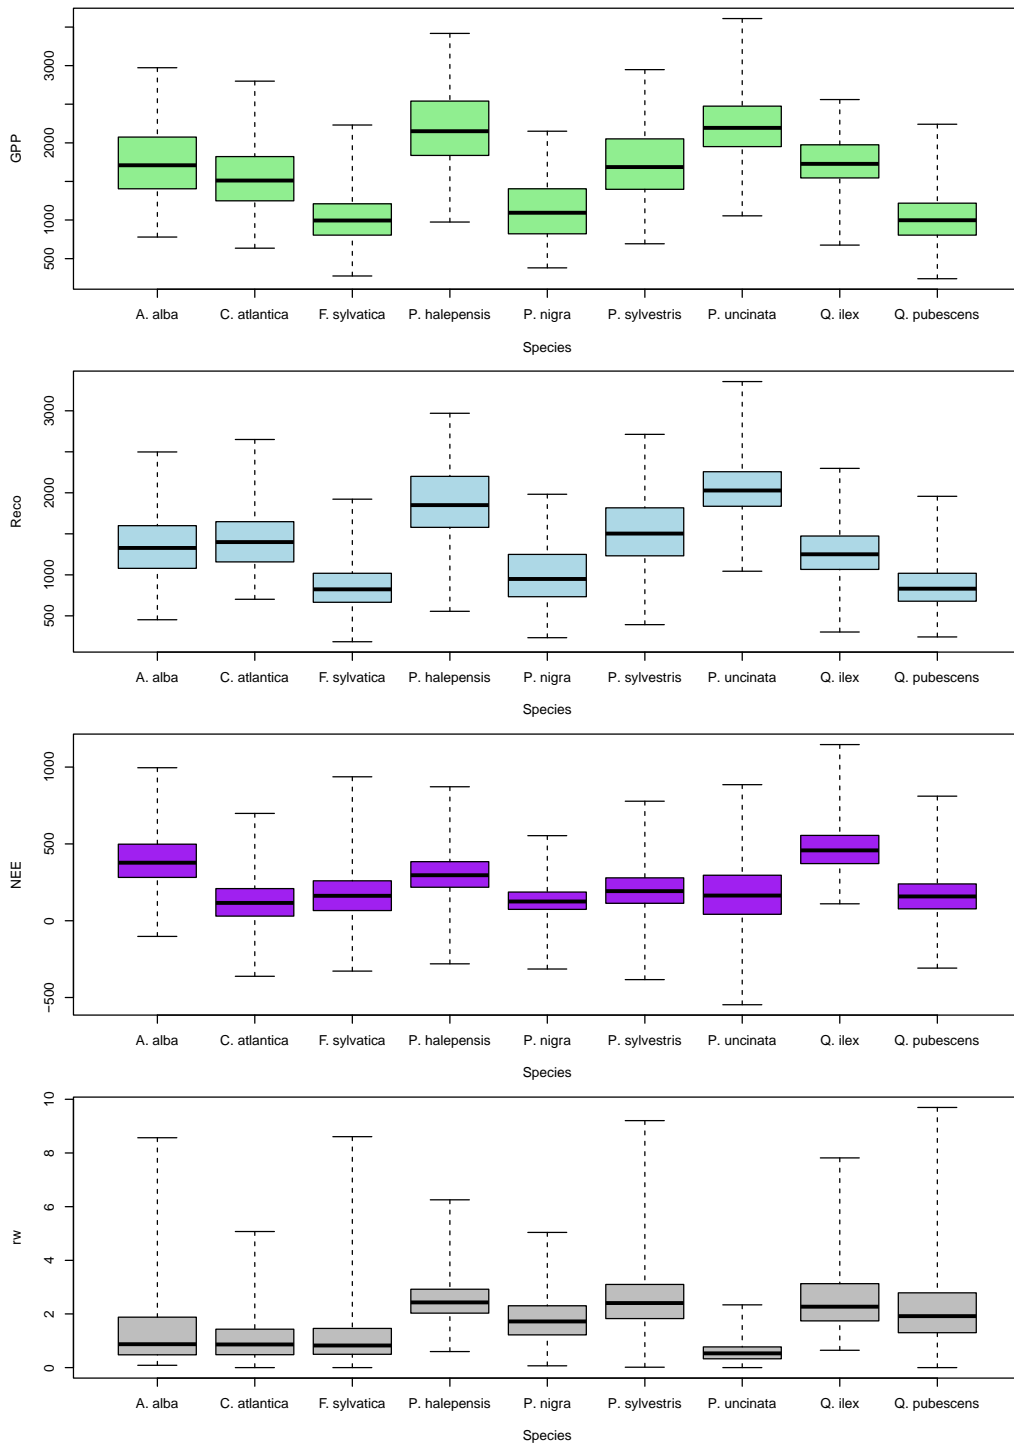 GPP
3000
2000
1000
500
A. alba C. atlantica F. sylvatica P. halepensis P. nigra P. sylvestris P. uncinata Q. ilex Q. pubescens
Species
Reco
3000
2000
1000
500
A. alba C. atlantica F. sylvatica P. halepensis P. nigra P. sylvestris P. uncinata Q. ilex Q. pubescens
Species
NEE
1000
500
0
−500
A. alba C. atlantica F. sylvatica P. halepensis P. nigra P. sylvestris P. uncinata Q. ilex Q. pubescens
Species
rw
10
8
6
4
2
0
A. alba C. atlantica F. sylvatica P. halepensis P. nigra P. sylvestris P. uncinata Q. ilex Q. pubescens
Species